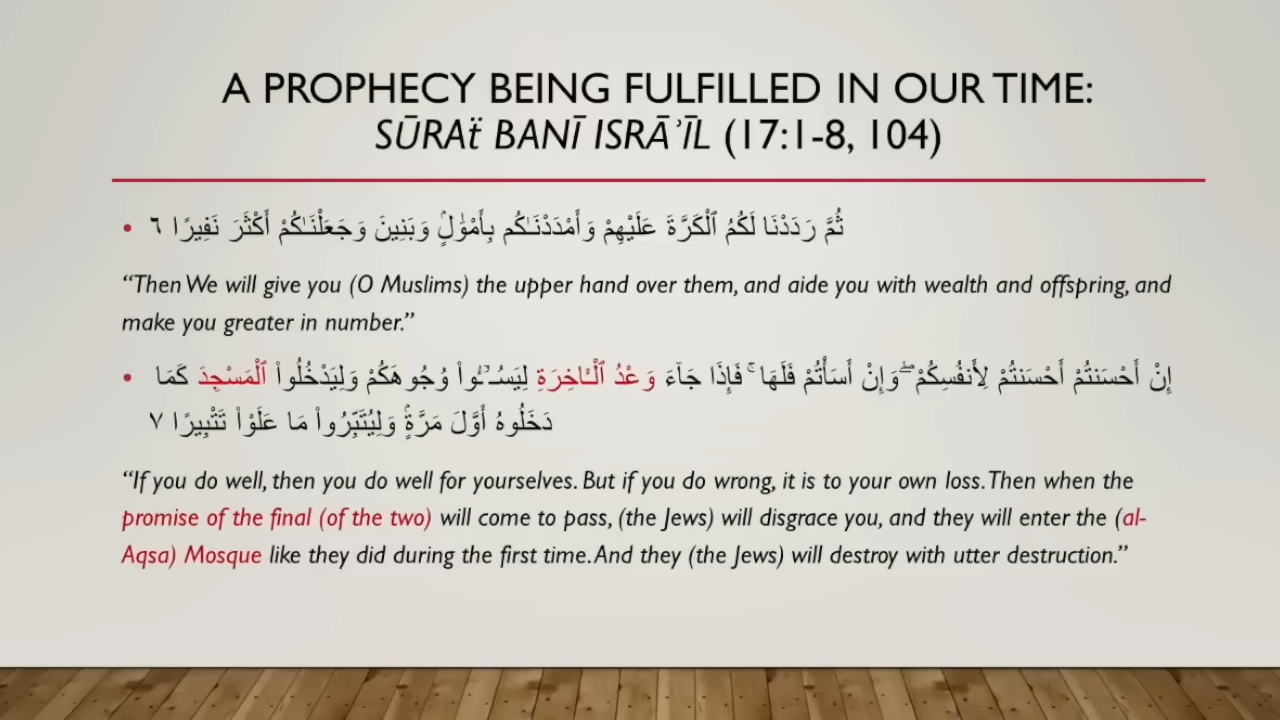 A PROPHECY BEING FULFILLED IN OUR TIME:
SŪRAẗ BANĪ ISRĀʾĪL (17:1-8, 104)
• ثُمَّ رَدَدْنَا لَكُمُ ٱلْكَرَّةَ عَلَيْهِمْ وَأَمْدَدْنَـٰكُم بِأَمْوَٰلٍۢ وَبَنِينَ وَجَعَلْنَـٰكُمْ أَكْثَرَ نَفِيرًا ٦
“Then We will give you (O Muslims) the upper hand over them, and aide you with wealth and offspring, and
make you greater in number.”
• إِنْ أَحْسَنتُمْ أَحْسَنتُمْ لِأَنفُسِكُمْ ۖ وَإِنْ أَسَأْتُمْ فَلَهَا ۚ فَإِذَا جَآءَ وَعْدُ ٱلْـَٔاخِرَةِ لِيَسُـۥٓـُٔوا۟ وُجُوهَكُمْ وَلِيَدْخُلُوا۟ ٱلْمَسْجِدَ كَمَا
دَخَلُوهُ أَوَّلَ مَرَّةٍۢ وَلِيُتَبِّرُوا۟ مَا عَلَوْا۟ تَتْبِيرًا ٧
“If you do well, then you do well for yourselves. But if you do wrong, it is to your own loss. Then when the
promise of the final (of the two) will come to pass, (the Jews) will disgrace you, and they will enter the (al-
Aqsa) Mosque like they did during the first time. And they (the Jews) will destroy with utter destruction.”